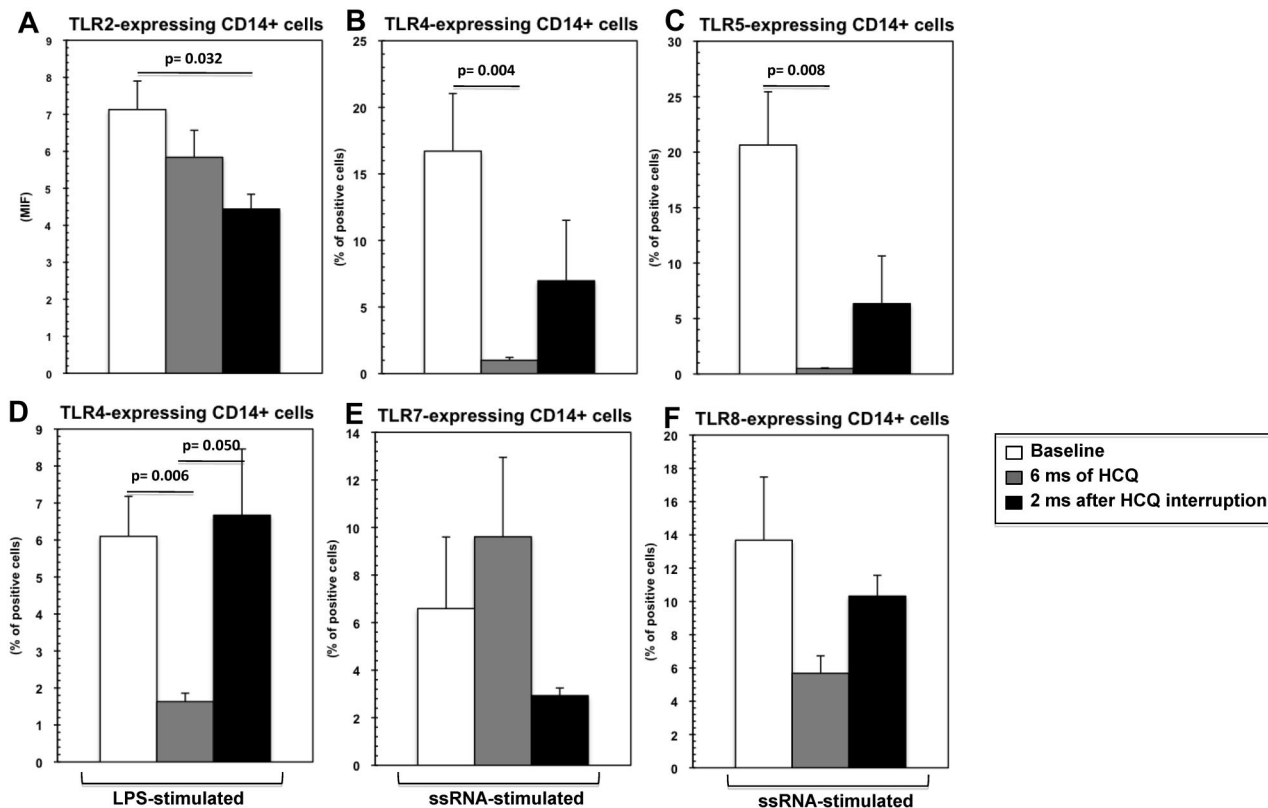 A
TLR2-expressing CD14+ cells
9
8
7
6
5
4
3
2
1
0
(MIF)
p= 0.032
B
TLR4-expressing CD14+ cells
25
20
15
10
5
0
(% of positive cells)
p= 0.004
C
TLR5-expressing CD14+ cells
30
25
20
15
10
5
0
(% of positive cells)
p= 0.008
D
TLR4-expressing CD14+ cells
9
8
7
6
5
4
3
2
1
0
(% of positive cells)
p= 0.050
p= 0.006
LPS-stimulated
E
TLR7-expressing CD14+ cells
14
12
10
8
6
4
2
0
(% of positive cells)
ssRNA-stimulated
F
TLR8-expressing CD14+ cells
20
18
16
14
12
10
8
6
4
2
0
(% of positive cells)
ssRNA-stimulated
Baseline
6 ms of HCQ
2 ms after HCQ interruption